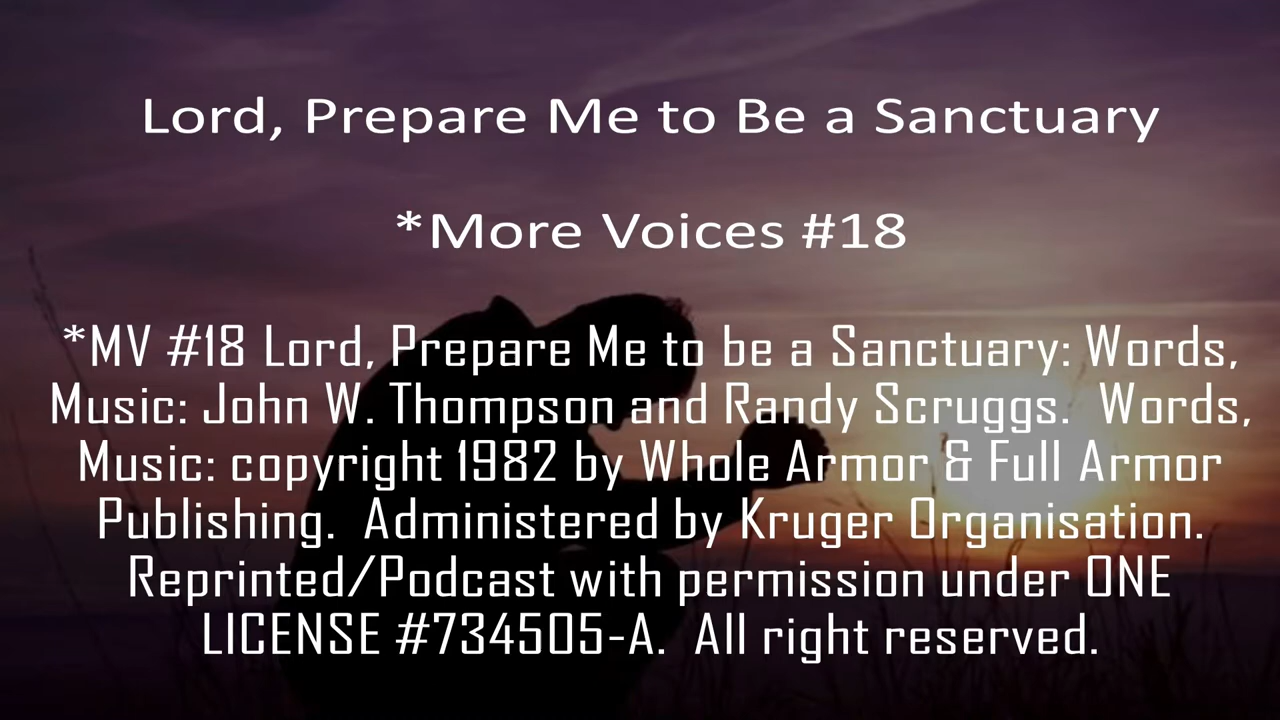 Lord, Prepare Me to Be a Sanctuary
*More Voices #18
*MV #18 Lord, Prepare Me to be a Sanctuary: Words,
Music: John W. Thompson and Randy Scruggs.  Words,
Music: copyright 1982 by Whole Armor & Full Armor
Publishing.  Administered by Kruger Organisation.
Reprinted/Podcast with permission under ONE
LICENSE #734505-A.  All right reserved.